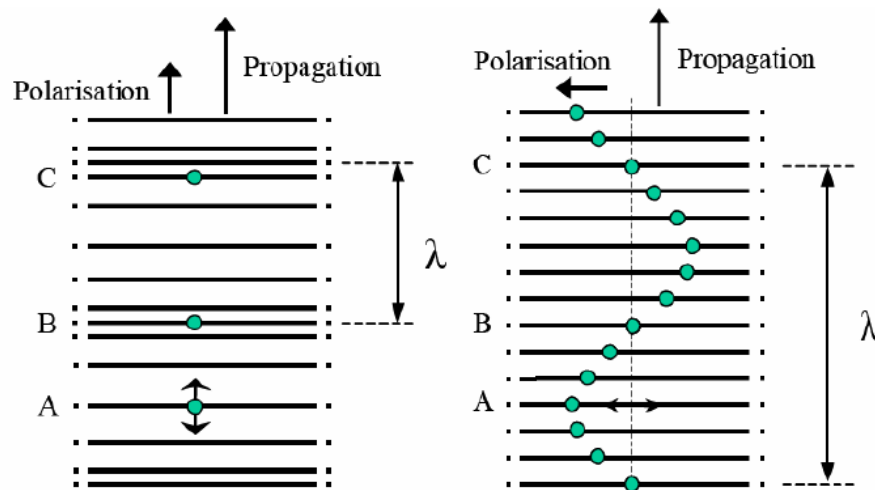 Propagation
Polarisation
C
λ
B
A
Propagation
Polarisation
C
B
λ
A